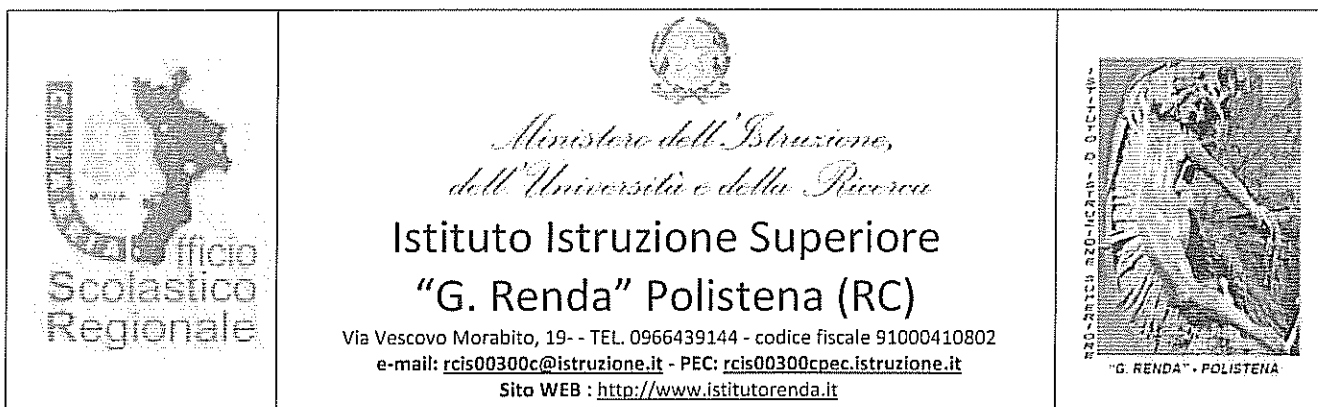 Ufficio
Scolastico
Regionale
Ministero dell'Istruzione,
dell'Università e della Ricerca
Istituto Istruzione Superiore
“G. Renda” Polistena (RC)
Via Vescovo Morabito, 19- - TEL. 0966439144 - codice fiscale 91000410802
e-mail: rcis00300c@istruzione.it - PEC: rcis00300cpec.istruzione.it
Sito WEB : http://www.istitutorenda.it
ISTITUTO D'ISTRUZIONE SUPERIORE
"G. RENDA" - POLISTENA